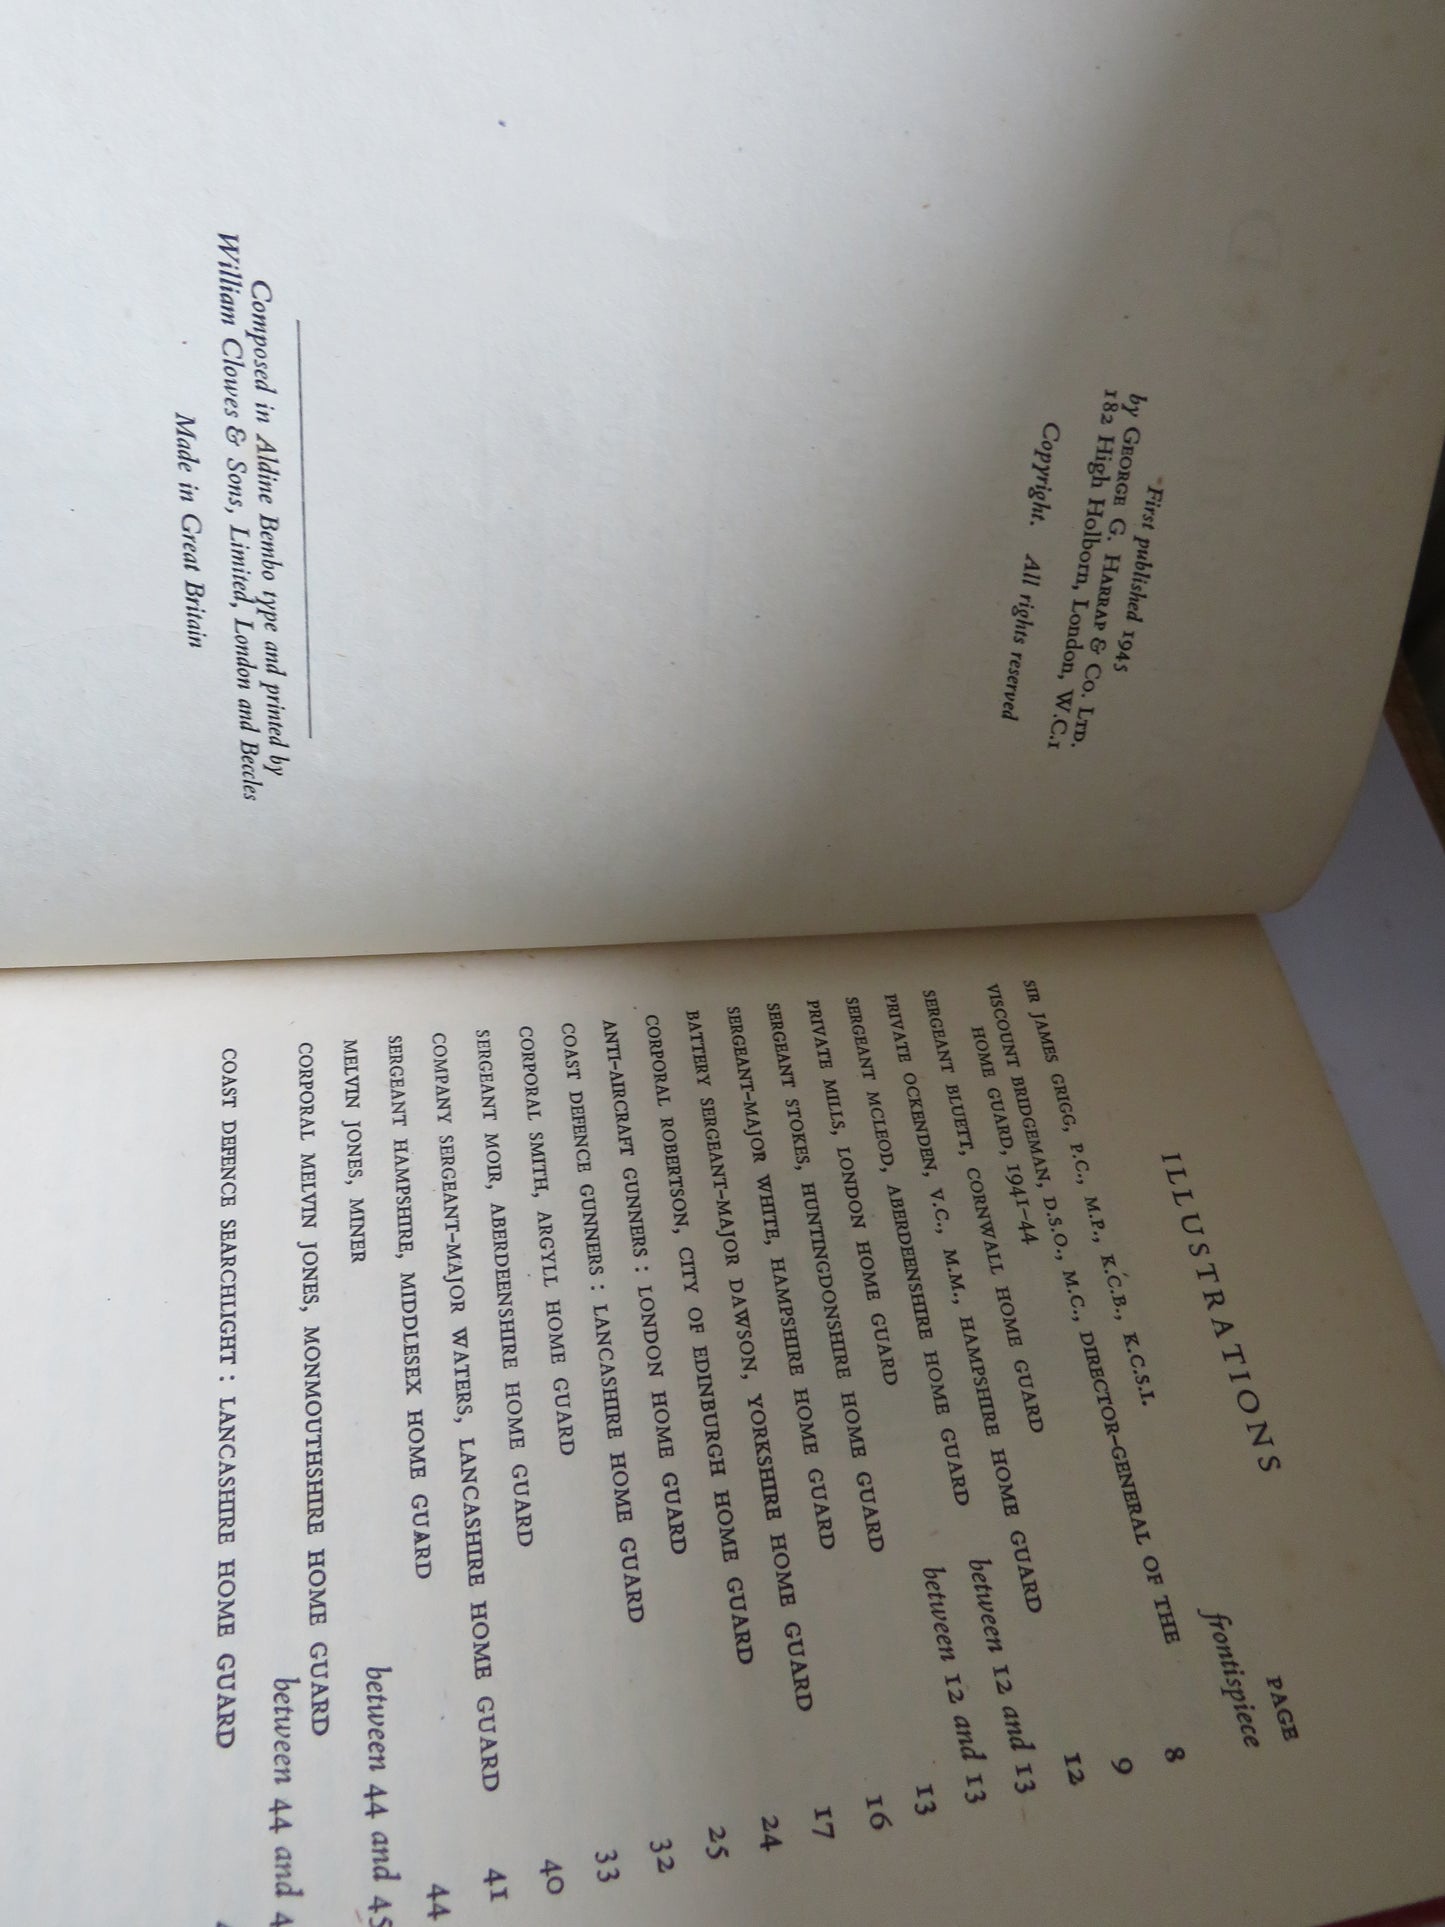 First published 1945
by GEORGE G. HARRAP & CO. LTD.
182 High Holborn, London, W.C.1
Copyright. All rights reserved
Composed in Aldine Bembo type and printed by
William Clowes & Sons, Limited, London and Beccles
Made in Great Britain
ILLUSTRATIONS
PAGE
SIR JAMES GRIGG, P.C., M.P., K.C.B., K.C.S.I. frontispiece
VISCOUNT BRIDGEMAN, D.S.O., M.C., DIRECTOR-GENERAL OF THE
HOME GUARD, 1941–44 8
SERGEANT BLUETT, CORNWALL HOME GUARD 9
PRIVATE OCKENDEN, V.C., M.M., HAMPSHIRE HOME GUARD 12
SERGEANT MCLEOD, ABERDEENSHIRE HOME GUARD between 12 and 13
PRIVATE MILLS, LONDON HOME GUARD between 12 and 13
SERGEANT STOKES, HUNTINGDONSHIRE HOME GUARD 13
SERGEANT-MAJOR WHITE, HAMPSHIRE HOME GUARD 16
BATTERY SERGEANT-MAJOR DAWSON, YORKSHIRE HOME GUARD 17
CORPORAL ROBERTSON, CITY OF EDINBURGH HOME GUARD 24
ANTI-AIRCRAFT GUNNERS : LONDON HOME GUARD 25
COAST DEFENCE GUNNERS : LANCASHIRE HOME GUARD 32
CORPORAL SMITH, ARGYLL HOME GUARD 33
SERGEANT MOIR, ABERDEENSHIRE HOME GUARD 40
COMPANY SERGEANT-MAJOR WATERS, LANCASHIRE HOME GUARD 41
SERGEANT HAMPSHIRE, MIDDLESEX HOME GUARD 44
MELVIN JONES, MINER between 44 and 45
CORPORAL MELVIN JONES, MONMOUTHSHIRE HOME GUARD between 44 and 4
COAST DEFENCE SEARCHLIGHT : LANCASHIRE HOME GUARD